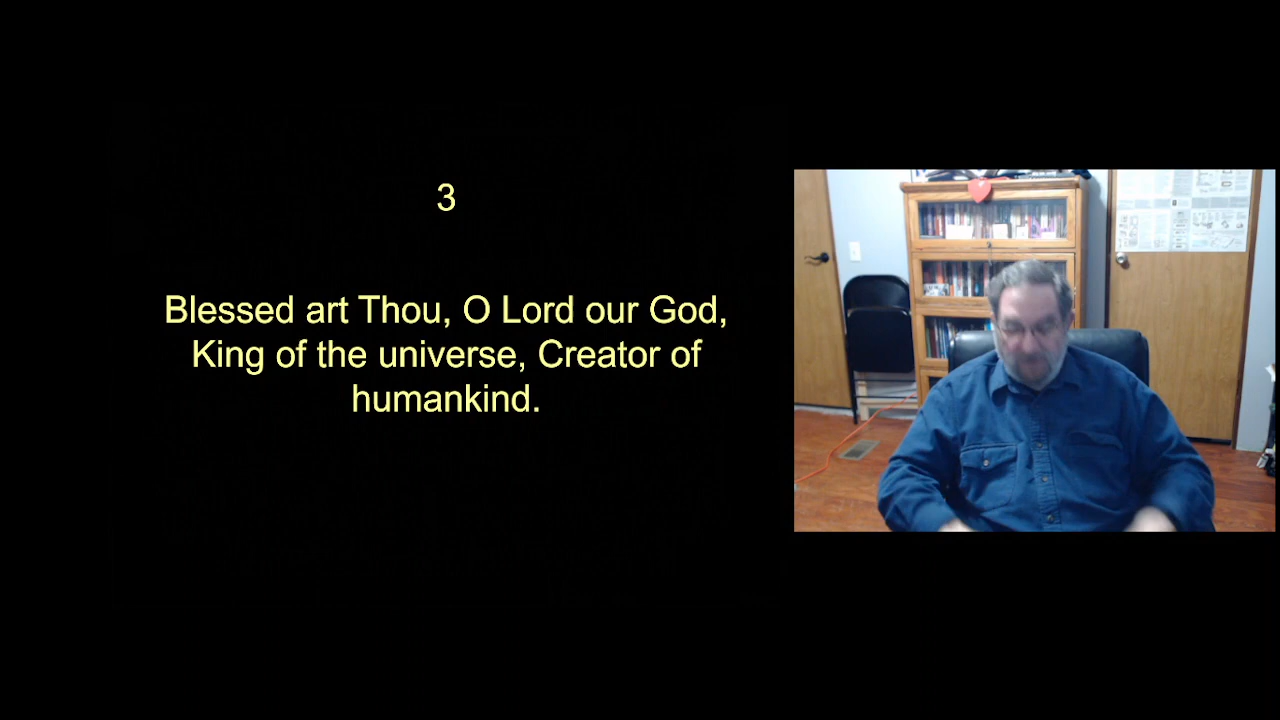 3
Blessed art Thou, O Lord our God,
King of the universe, Creator of
humankind.